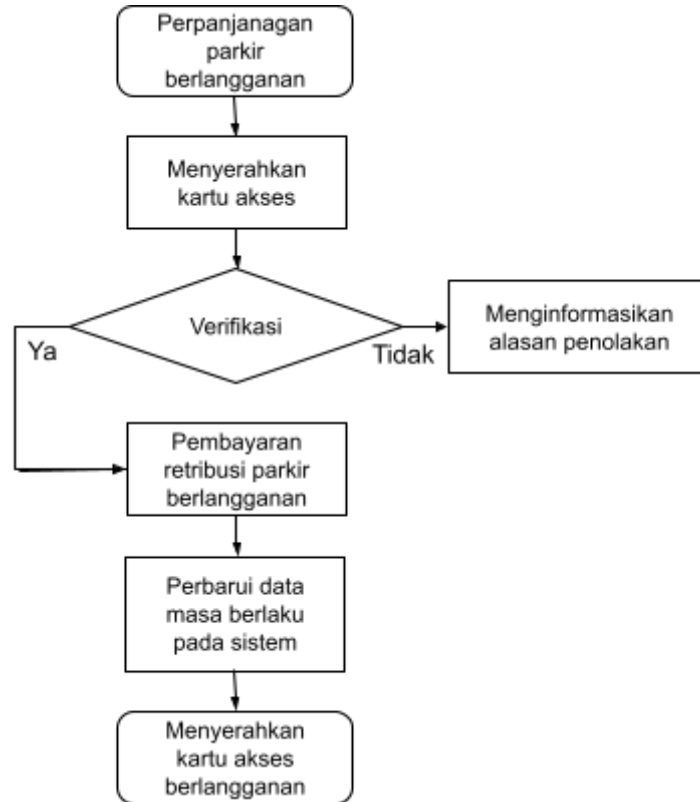 Perpanjanagan
parkir
berlangganan
Menyerahkan
kartu akses
Verifikasi
Menginformasikan
alasan penolakan
Ya
Tidak
Pembayaran
retribusi parkir
berlangganan
Perbarui data
masa berlaku
pada sistem
Menyerahkan
kartu akses
berlangganan